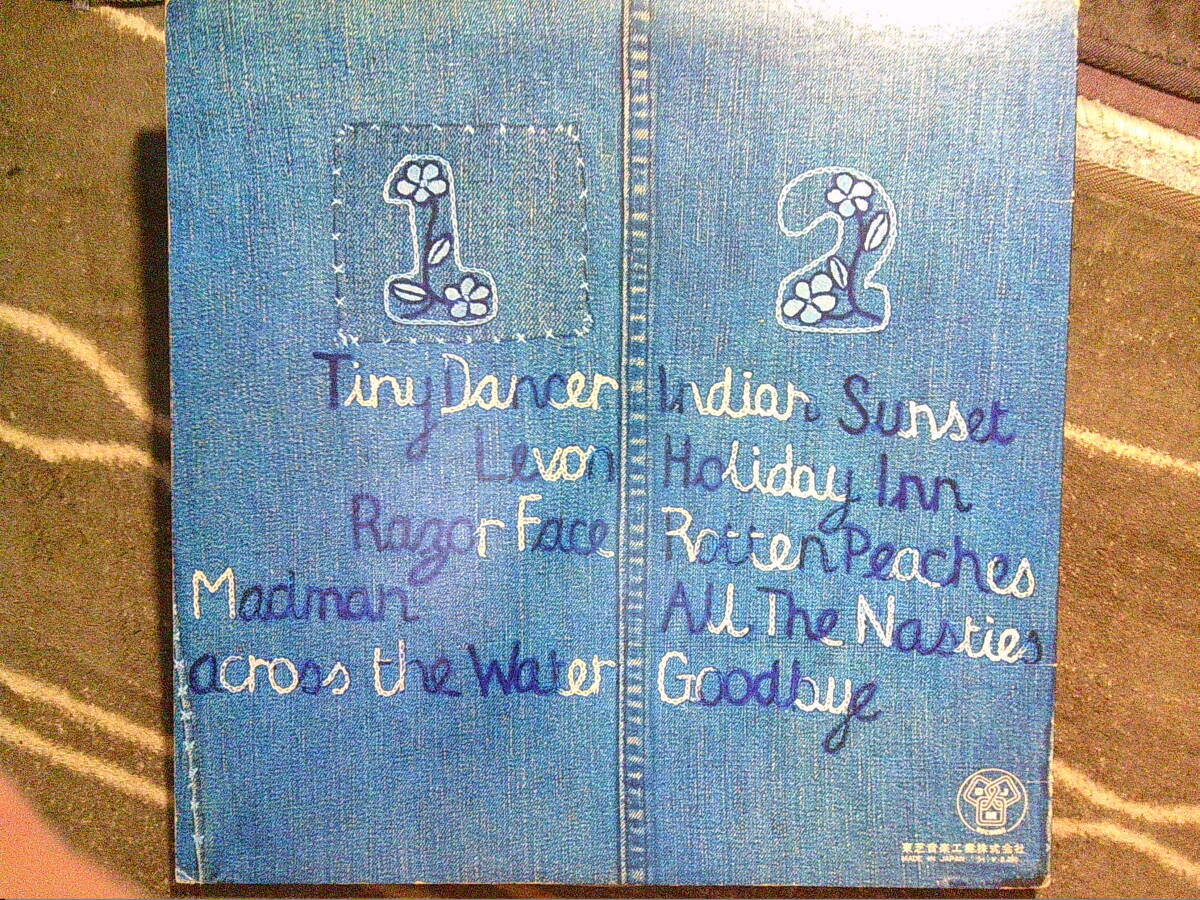 1
Tiny Dancer
Levon
Razor Face
Madman
across the Water
2
Indian Sunset
Holiday Inn
Rotten Peaches
All The Nasties
Goodbye
DJM
東芝音楽工業株式会社
MADE IN JAPAN